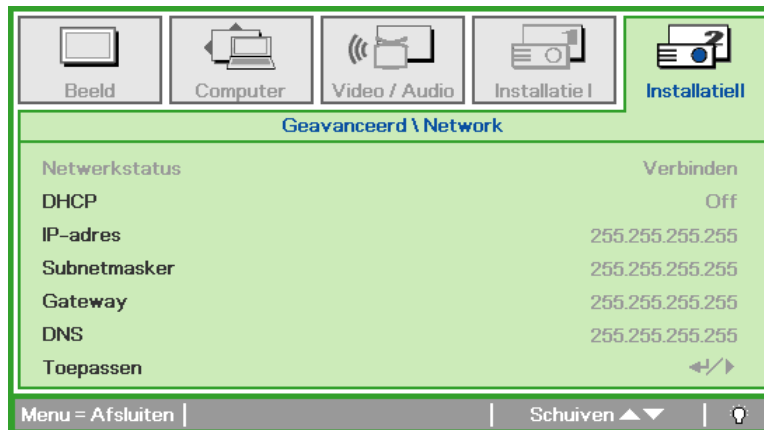 Beeld Computer Video / Audio Installatie I InstallatieII
Geavanceerd \ Network
Netwerkstatus Verbinden
DHCP Off
IP-adres 255.255.255.255
Subnetmasker 255.255.255.255
Gateway 255.255.255.255
DNS 255.255.255.255
Toepassen
Menu = Afsluiten | | Schuiven ▲▼ |